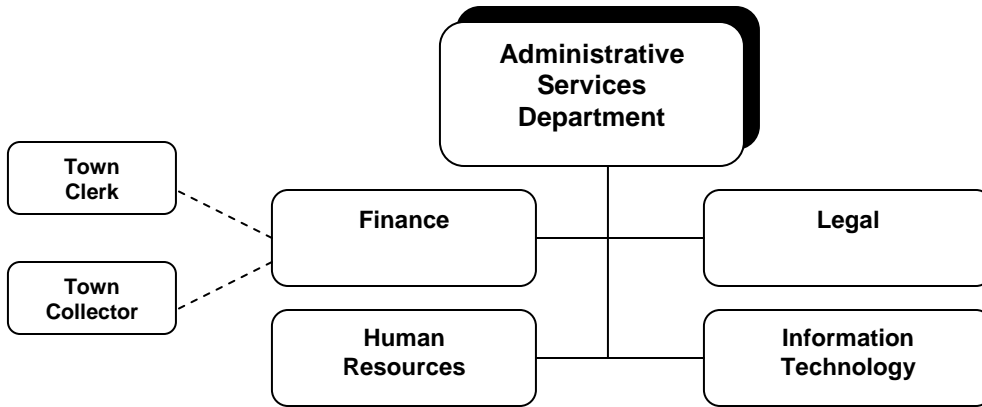 Administrative
Services
Department
Town
Clerk
Finance
Legal
Town
Collector
Human
Resources
Information
Technology